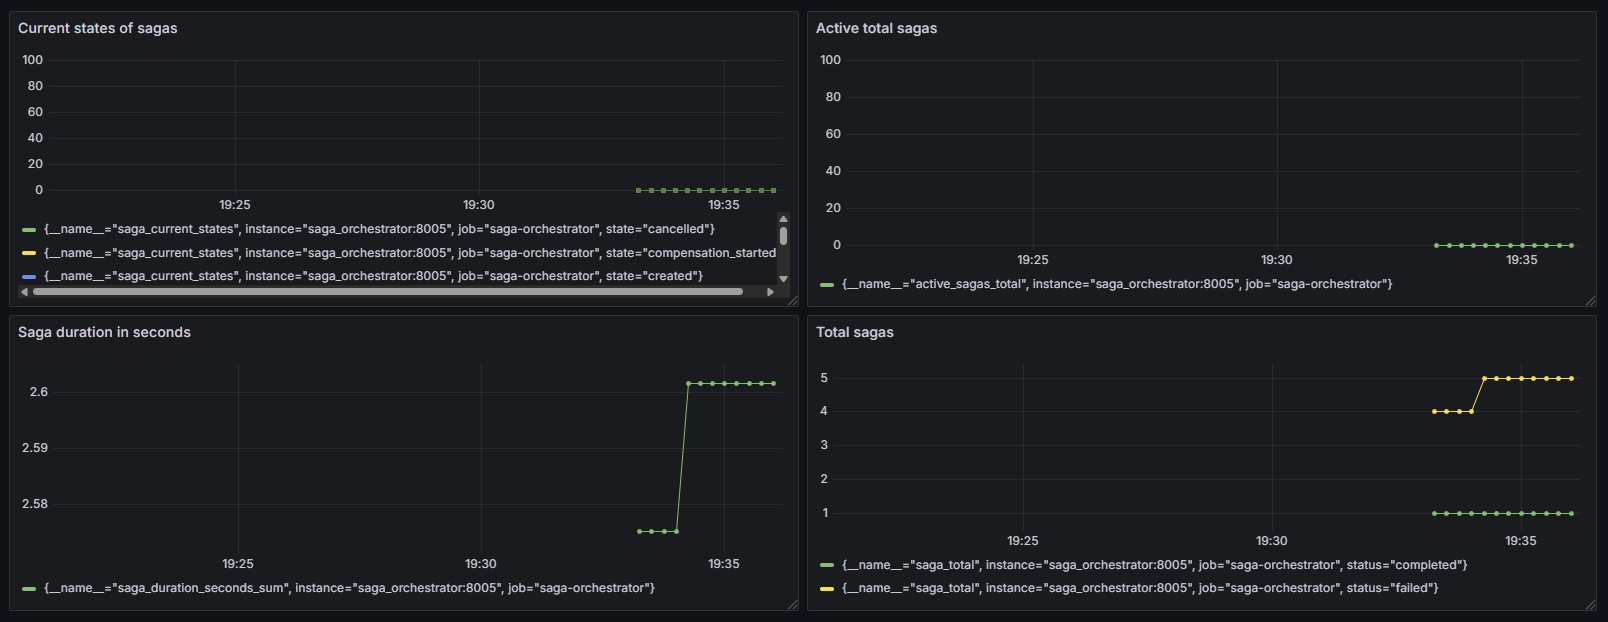 Current states of sagas
100
80
60
40
20
0
19:25 19:30 19:35
{__name__="saga_current_states", instance="saga_orchestrator:8005", job="saga-orchestrator", state="cancelled"}
{__name__="saga_current_states", instance="saga_orchestrator:8005", job="saga-orchestrator", state="compensation_started
{__name__="saga_current_states", instance="saga_orchestrator:8005", job="saga-orchestrator", state="created"}
Active total sagas
100
80
60
40
20
0
19:25 19:30 19:35
{__name__="active_sagas_total", instance="saga_orchestrator:8005", job="saga-orchestrator"}
Saga duration in seconds
2.6
2.59
2.58
19:25 19:30 19:35
{__name__="saga_duration_seconds_sum", instance="saga_orchestrator:8005", job="saga-orchestrator"}
Total sagas
5
4
3
2
1
19:25 19:30 19:35
{__name__="saga_total", instance="saga_orchestrator:8005", job="saga-orchestrator", status="completed"}
{__name__="saga_total", instance="saga_orchestrator:8005", job="saga-orchestrator", status="failed"}